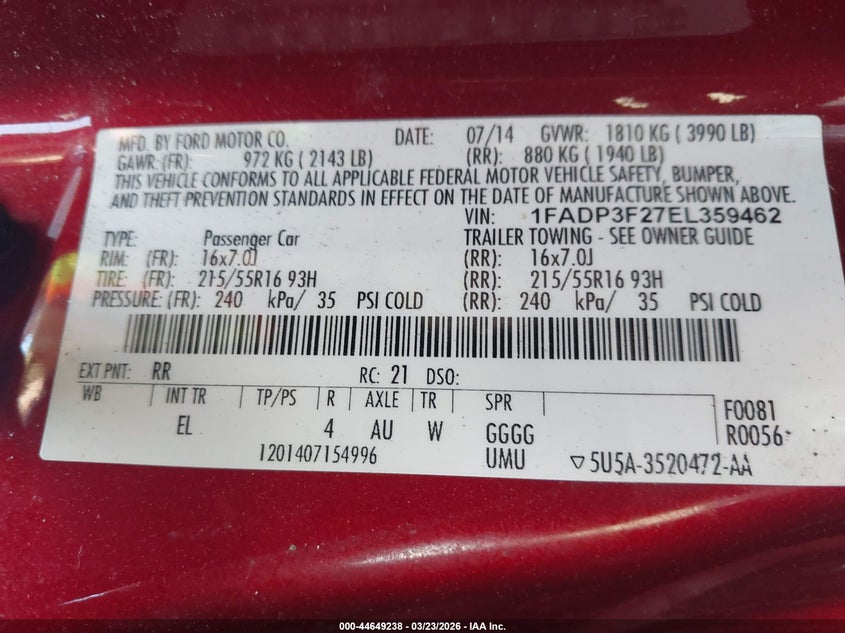 MFD. BY FORD MOTOR CO. DATE: 07/14 GVWR: 1810 KG ( 3990 LB)
GAWR: (FR): 972 KG ( 2143 LB) (RR): 880 KG ( 1940 LB)
THIS VEHICLE CONFORMS TO ALL APPLICABLE FEDERAL MOTOR VEHICLE SAFETY, BUMPER,
AND THEFT PREVENTION STANDARDS IN EFFECT ON THE DATE OF MANUFACTURE SHOWN ABOVE.
VIN: 1FADP3F27EL359462
TYPE: Passenger Car TRAILER TOWING - SEE OWNER GUIDE
RIM: (FR): 16x7.0J (RR): 16x7.0J
TIRE: (FR): 215/55R16 93H (RR): 215/55R16 93H
PRESSURE: (FR): 240 kPa/ 35 PSI COLD (RR): 240 kPa/ 35 PSI COLD
EXT PNT: RR RC: 21 DSO:
WB INT TR TP/PS R AXLE TR SPR F0081
EL 4 AU W GGGG R0056
1201407154996 UMU ▽5U5A-3520472-AA
000-44649238 - 03/23/2026 - IAA Inc.